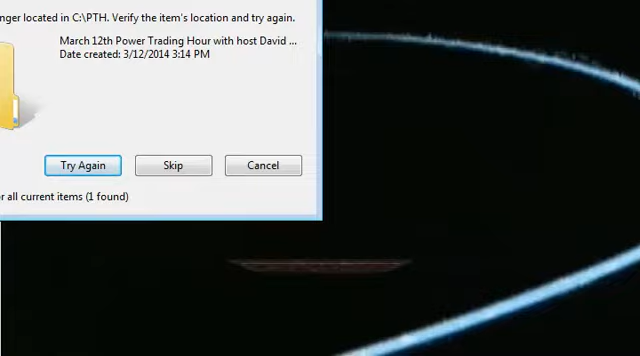 nger located in C:\PTH. Verify the item's location and try again.
March 12th Power Trading Hour with host David ...
Date created: 3/12/2014 3:14 PM
Try Again
Skip
Cancel
r all current items (1 found)